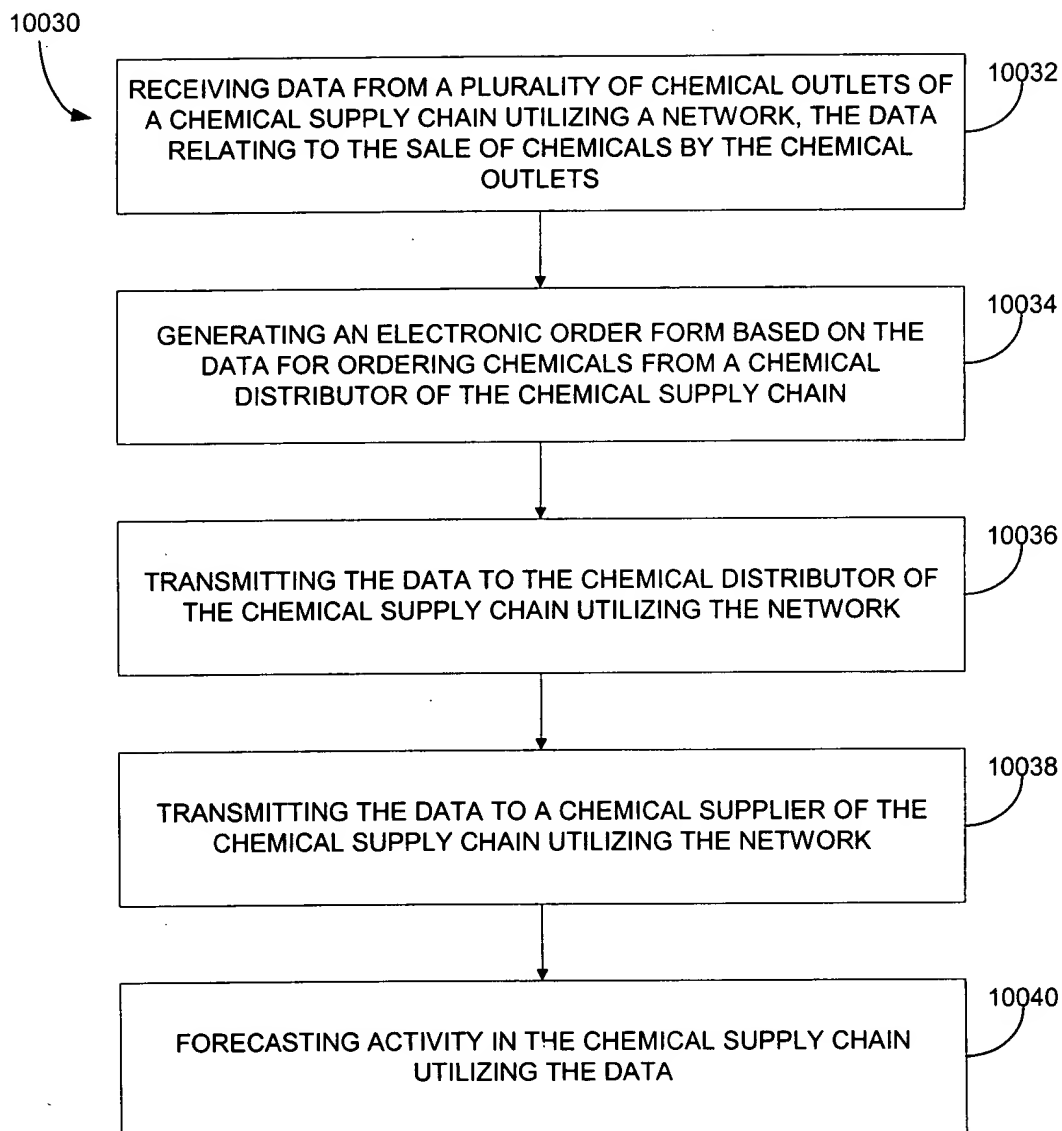 10030
10032
RECEIVING DATA FROM A PLURALITY OF CHEMICAL OUTLETS OF
A CHEMICAL SUPPLY CHAIN UTILIZING A NETWORK, THE DATA
RELATING TO THE SALE OF CHEMICALS BY THE CHEMICAL
OUTLETS
10034
GENERATING AN ELECTRONIC ORDER FORM BASED ON THE
DATA FOR ORDERING CHEMICALS FROM A CHEMICAL
DISTRIBUTOR OF THE CHEMICAL SUPPLY CHAIN
10036
TRANSMITTING THE DATA TO THE CHEMICAL DISTRIBUTOR OF
THE CHEMICAL SUPPLY CHAIN UTILIZING THE NETWORK
10038
TRANSMITTING THE DATA TO A CHEMICAL SUPPLIER OF THE
CHEMICAL SUPPLY CHAIN UTILIZING THE NETWORK
10040
FORECASTING ACTIVITY IN THE CHEMICAL SUPPLY CHAIN
UTILIZING THE DATA